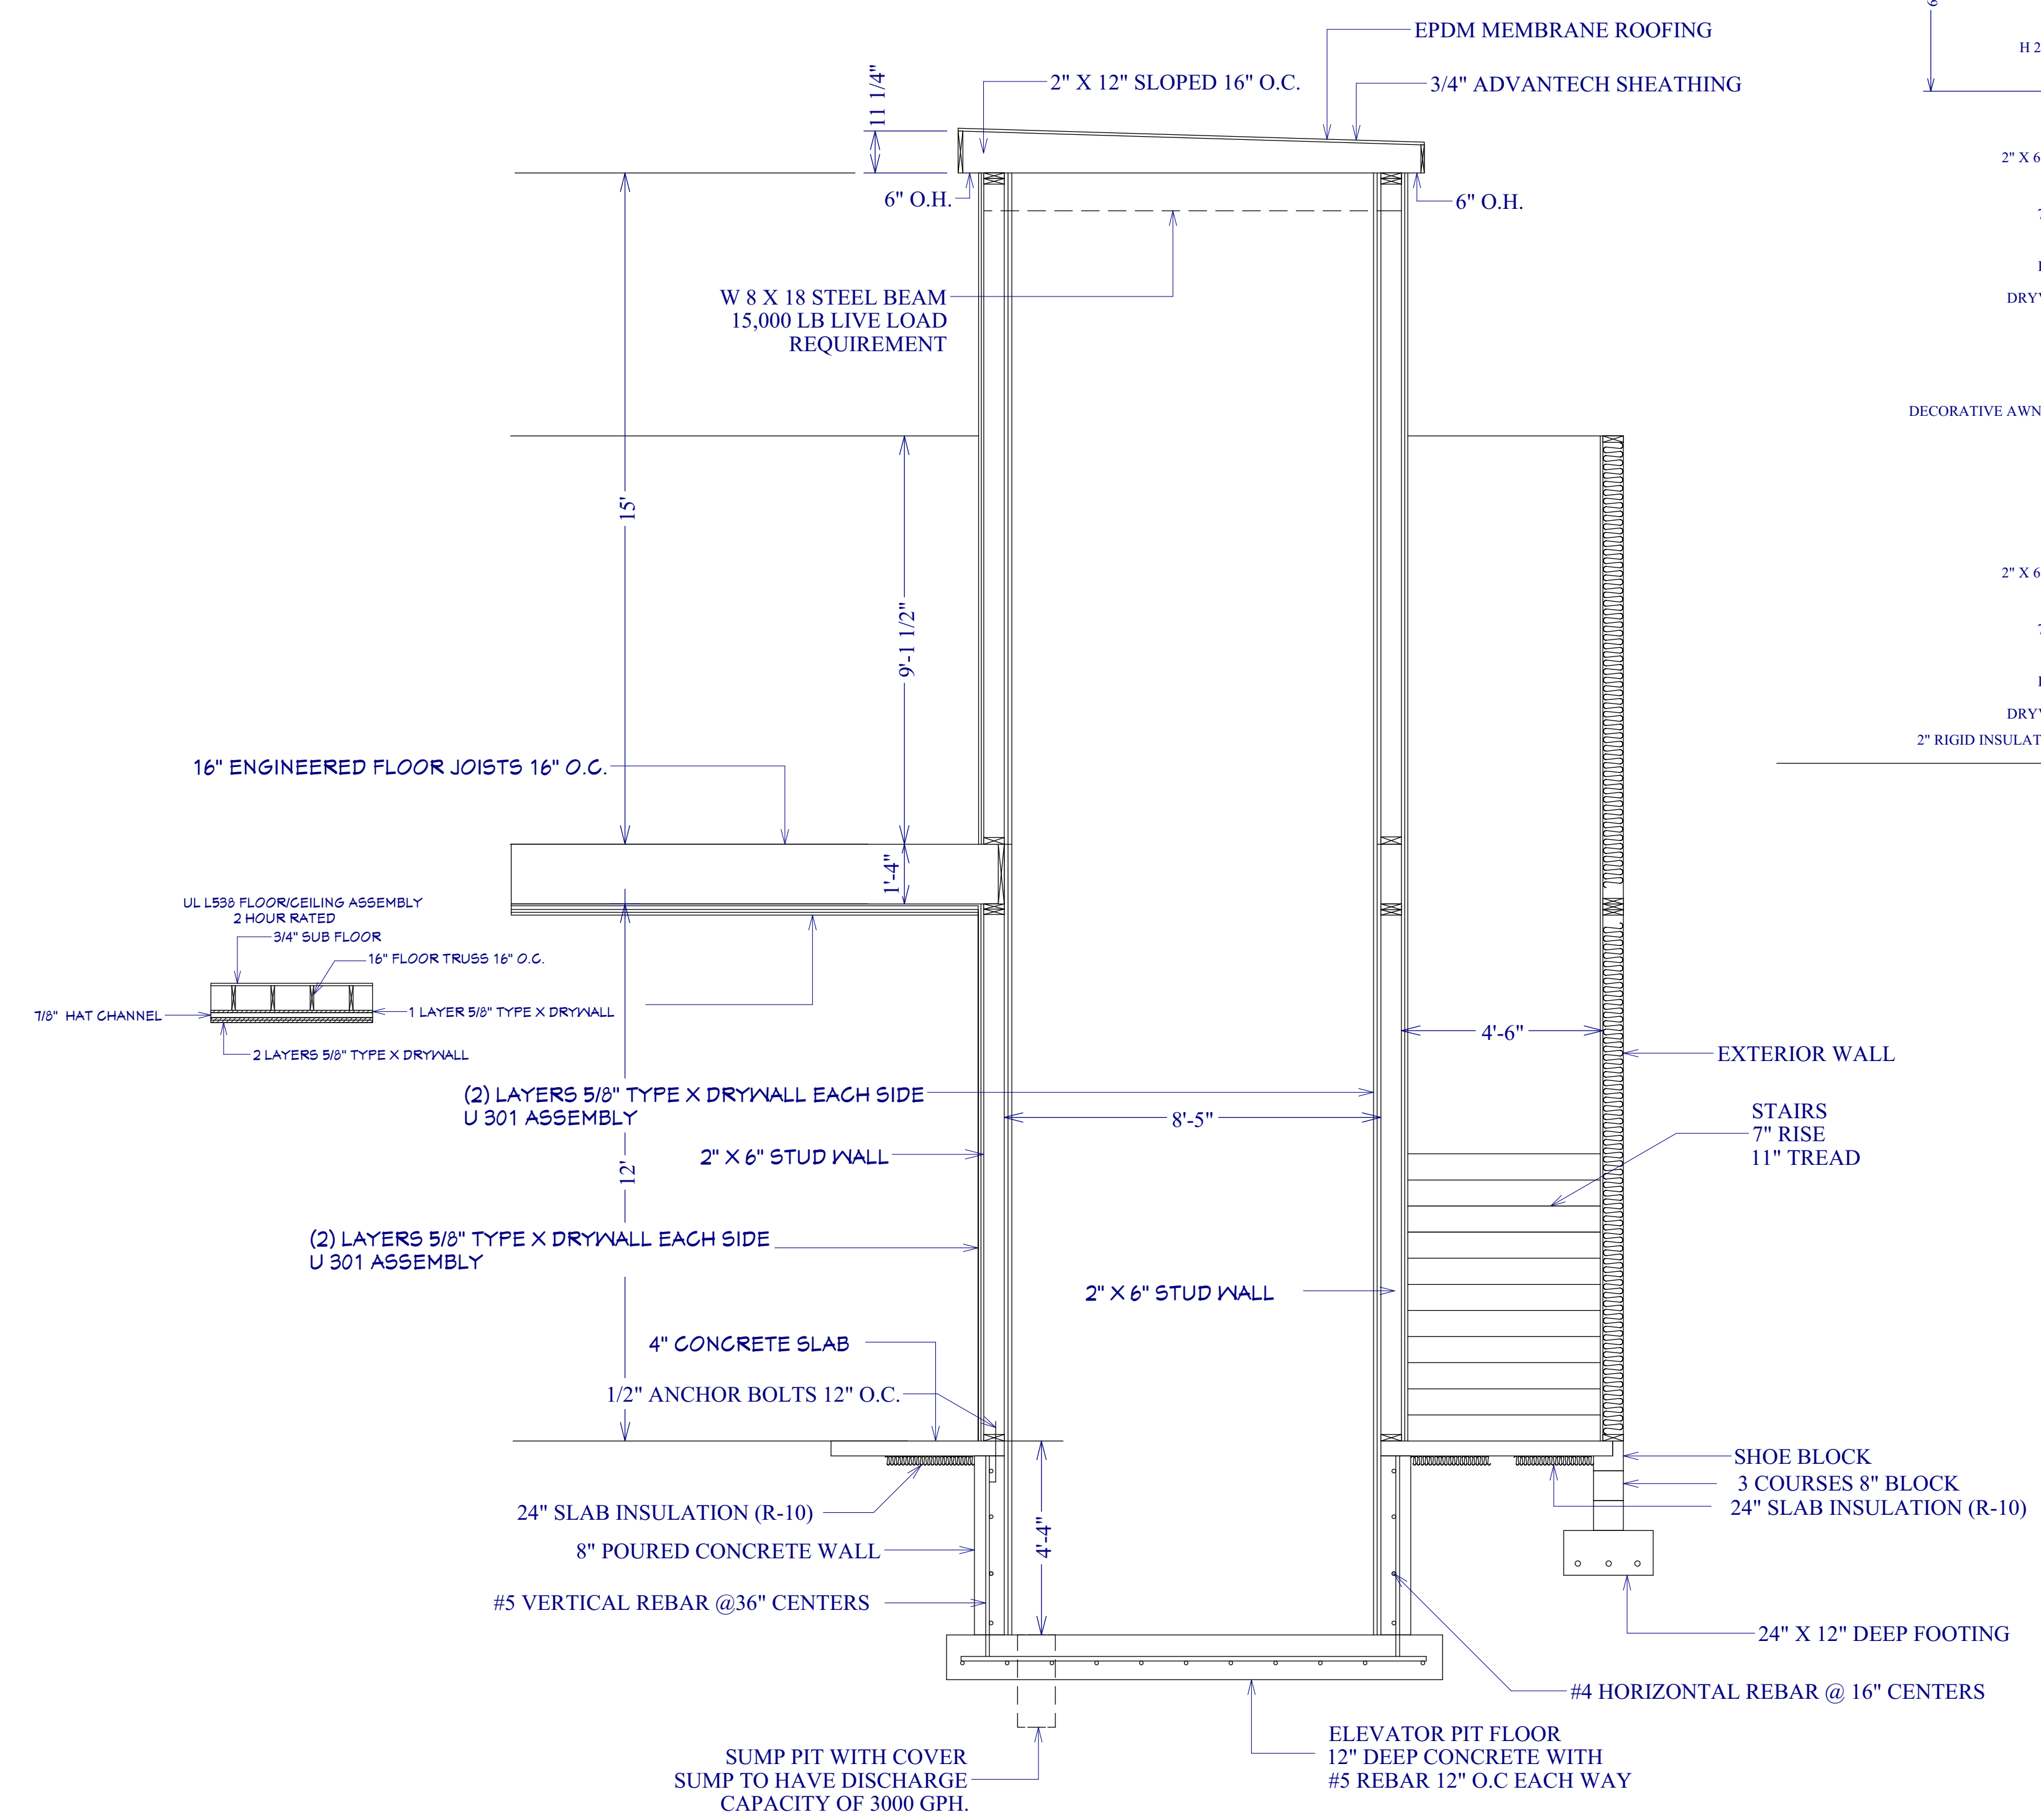 EPDM MEMBRANE ROOFING
2" X 12" SLOPED 16" O.C.
3/4" ADVANTECH SHEATHING
11 1/4"
6" O.H.
6" O.H.
W 8 X 18 STEEL BEAM
15,000 LB LIVE LOAD
REQUIREMENT
15'
9'-1 1/2"
16" ENGINEERED FLOOR JOISTS 16" O.C.
1'-4"
UL L538 FLOOR/CEILING ASSEMBLY
2 HOUR RATED
3/4" SUB FLOOR
16" FLOOR TRUSS 16" O.C.
7/8" HAT CHANNEL
1 LAYER 5/8" TYPE X DRYWALL
2 LAYERS 5/8" TYPE X DRYWALL
4'-6"
EXTERIOR WALL
(2) LAYERS 5/8" TYPE X DRYWALL EACH SIDE
U 301 ASSEMBLY
8'-5"
STAIRS
7" RISE
11" TREAD
2" X 6" STUD WALL
12'
(2) LAYERS 5/8" TYPE X DRYWALL EACH SIDE
U 301 ASSEMBLY
2" X 6" STUD WALL
4" CONCRETE SLAB
1/2" ANCHOR BOLTS 12" O.C.
SHOE BLOCK
3 COURSES 8" BLOCK
24" SLAB INSULATION (R-10)
24" SLAB INSULATION (R-10)
8" POURED CONCRETE WALL
4'-4"
#5 VERTICAL REBAR @36" CENTERS
24" X 12" DEEP FOOTING
#4 HORIZONTAL REBAR @ 16" CENTERS
ELEVATOR PIT FLOOR
12" DEEP CONCRETE WITH
#5 REBAR 12" O.C EACH WAY
SUMP PIT WITH COVER
SUMP TO HAVE DISCHARGE
CAPACITY OF 3000 GPH.
H 2
2" X 6
DECORATIVE AWN
2" X 6
2" RIGID INSULAT